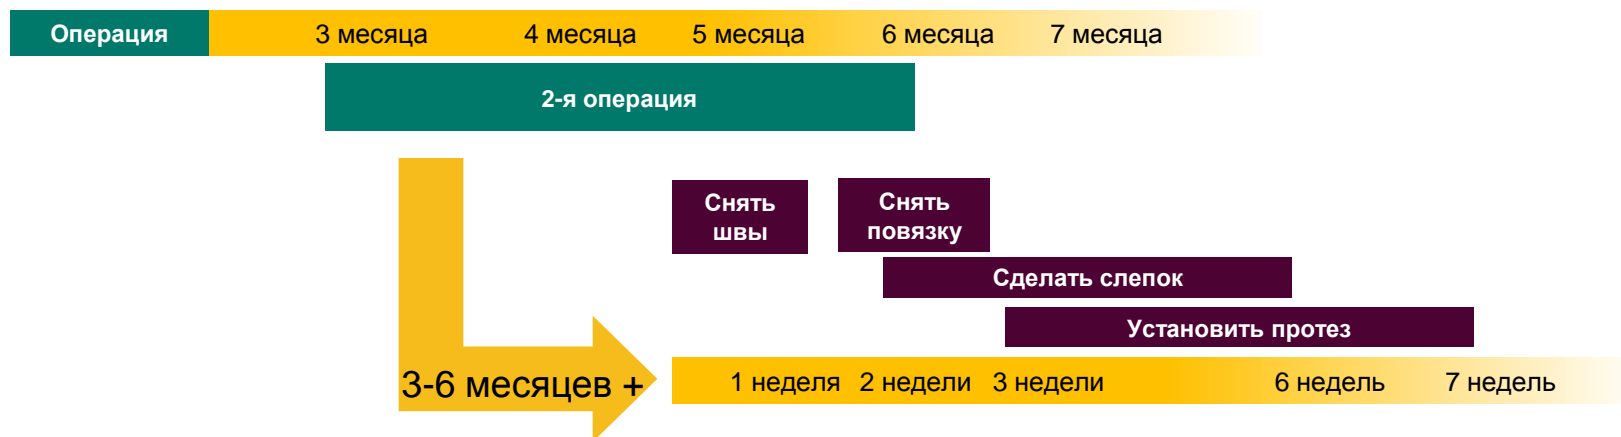 Операция 3 месяца 4 месяца 5 месяца 6 месяца 7 месяца
2-я операция
Снять
швы
Снять
повязку
Сделать слепок
Установить протез
3-6 месяцев +
1 неделя 2 недели 3 недели 6 недель 7 недель